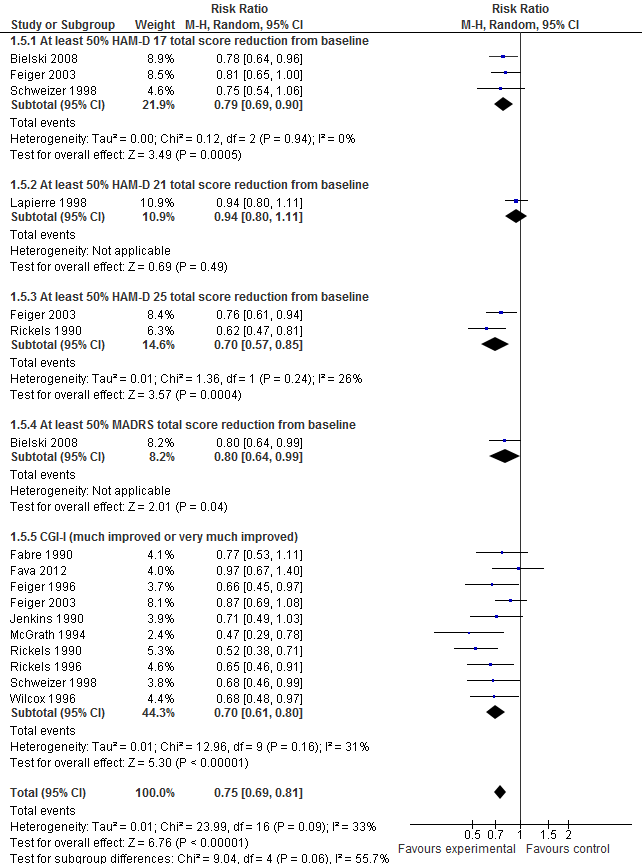 Risk Ratio Risk Ratio
Study or Subgroup Weight M-H, Random, 95% CI M-H, Random, 95% CI
1.5.1 At least 50% HAM-D 17 total score reduction from baseline
Bielski 2008 8.9% 0.78 [0.64, 0.96]
Feiger 2003 8.5% 0.81 [0.65, 1.00]
Schweizer 1998 4.6% 0.75 [0.54, 1.06]
Subtotal (95% CI) 21.9% 0.79 [0.69, 0.90]
Total events
Heterogeneity: Tau² = 0.00; Chi² = 0.12, df = 2 (P = 0.94); I² = 0%
Test for overall effect: Z = 3.49 (P = 0.0005)
1.5.2 At least 50% HAM-D 21 total score reduction from baseline
Lapierre 1998 10.9% 0.94 [0.80, 1.11]
Subtotal (95% CI) 10.9% 0.94 [0.80, 1.11]
Total events
Heterogeneity: Not applicable
Test for overall effect: Z = 0.69 (P = 0.49)
1.5.3 At least 50% HAM-D 25 total score reduction from baseline
Feiger 2003 8.4% 0.76 [0.61, 0.94]
Rickels 1990 6.3% 0.62 [0.47, 0.81]
Subtotal (95% CI) 14.6% 0.70 [0.57, 0.85]
Total events
Heterogeneity: Tau² = 0.01; Chi² = 1.36, df = 1 (P = 0.24); I² = 26%
Test for overall effect: Z = 3.57 (P = 0.0004)
1.5.4 At least 50% MADRS total score reduction from baseline
Bielski 2008 8.2% 0.80 [0.64, 0.99]
Subtotal (95% CI) 8.2% 0.80 [0.64, 0.99]
Total events
Heterogeneity: Not applicable
Test for overall effect: Z = 2.01 (P = 0.04)
1.5.5 CGI-I (much improved or very much improved)
Fabre 1990 4.1% 0.77 [0.53, 1.11]
Fava 2012 4.0% 0.97 [0.67, 1.40]
Feiger 1996 3.7% 0.66 [0.45, 0.97]
Feiger 2003 8.1% 0.87 [0.69, 1.08]
Jenkins 1990 3.9% 0.71 [0.49, 1.03]
McGrath 1994 2.4% 0.47 [0.29, 0.78]
Rickels 1990 5.3% 0.52 [0.38, 0.71]
Rickels 1996 4.6% 0.65 [0.46, 0.91]
Schweizer 1998 3.8% 0.68 [0.46, 0.99]
Wilcox 1996 4.4% 0.68 [0.48, 0.97]
Subtotal (95% CI) 44.3% 0.70 [0.61, 0.80]
Total events
Heterogeneity: Tau² = 0.01; Chi² = 12.96, df = 9 (P = 0.16); I² = 31%
Test for overall effect: Z = 5.30 (P < 0.00001)
Total (95% CI) 100.0% 0.75 [0.69, 0.81]
Total events
Heterogeneity: Tau² = 0.01; Chi² = 23.99, df = 16 (P = 0.09); I² = 33%
Test for overall effect: Z = 6.76 (P < 0.00001)
Test for subgroup differences: Chi² = 9.04, df = 4 (P = 0.06), I² = 55.7%
0.5 0.7 1 1.5 2
Favours experimental Favours control